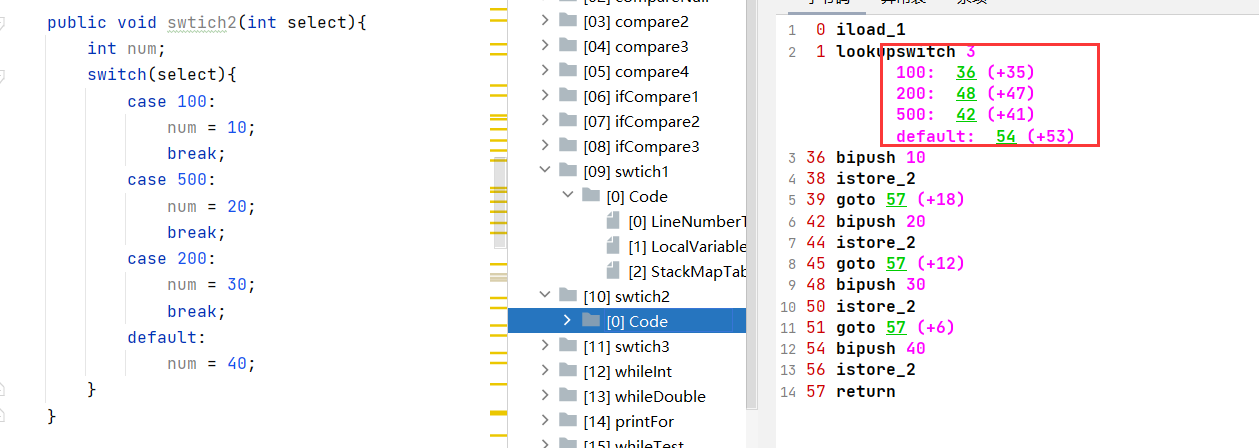 public void swtich2(int select){
int num;
switch(select){
case 100:
num = 10;
break;
case 500:
num = 20;
break;
case 200:
num = 30;
break;
default:
num = 40;
}
}
[03] compare2
[04] compare3
[05] compare4
[06] ifCompare1
[07] ifCompare2
[08] ifCompare3
[09] swtich1
[0] Code
[0] LineNumberT
[1] LocalVariable
[2] StackMapTab
[10] swtich2
[0] Code
[11] swtich3
[12] whileInt
[13] whileDouble
[14] printFor
[15] whileTest
1 0 iload_1
2 1 lookupswitch 3
100: 36 (+35)
200: 48 (+47)
500: 42 (+41)
default: 54 (+53)
3 36 bipush 10
4 38 istore_2
5 39 goto 57 (+18)
6 42 bipush 20
7 44 istore_2
8 45 goto 57 (+12)
9 48 bipush 30
10 50 istore_2
11 51 goto 57 (+6)
12 54 bipush 40
13 56 istore_2
14 57 return